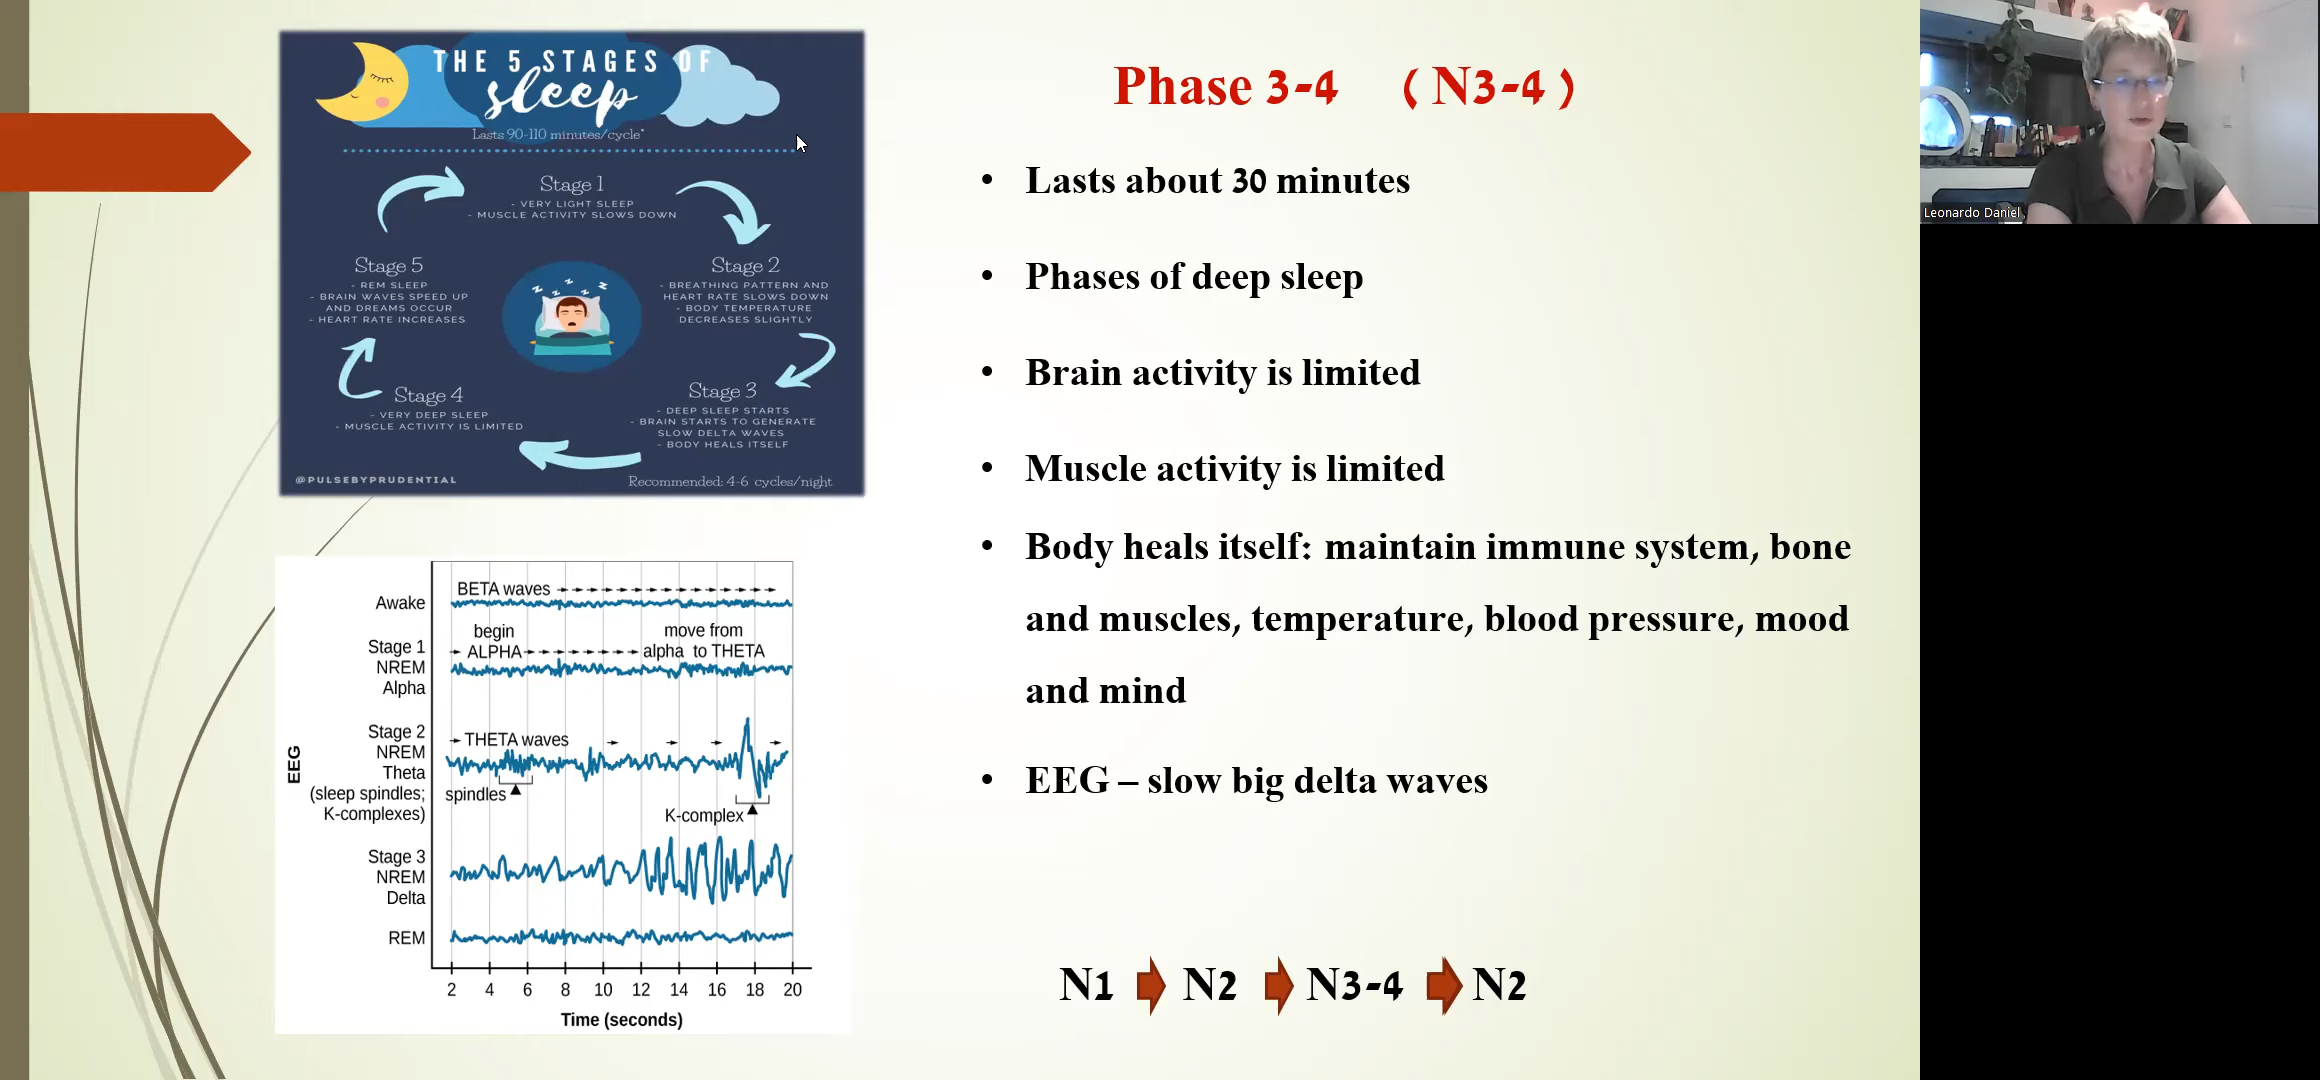 THE 5 STAGES OF
sleep
Lasts 90-110 minutes/cycle*
Stage 1
- VERY LIGHT SLEEP
- MUSCLE ACTIVITY SLOWS DOWN
Stage 2
- BREATHING PATTERN AND
HEART RATE SLOWS DOWN
- BODY TEMPERATURE
DECREASES SLIGHTLY
Stage 3
- DEEP SLEEP STARTS
- BRAIN STARTS TO GENERATE
SLOW DELTA WAVES
- BODY HEALS ITSELF
Stage 4
- VERY DEEP SLEEP
- MUSCLE ACTIVITY IS LIMITED
Stage 5
- REM SLEEP
- BRAIN WAVES SPEED UP
AND DREAMS OCCUR
- HEART RATE INCREASES
z z z z z
@PULSEBYPRUDENTIAL
Recommended: 4-6 cycles/night
EEG
Awake
BETA waves
Stage 1
NREM
Alpha
begin
ALPHA
move from
alpha to THETA
Stage 2
NREM
Theta
(sleep spindles;
K-complexes)
THETA waves
spindles
K-complex
Stage 3
NREM
Delta
REM
2 4 6 8 10 12 14 16 18 20
Time (seconds)
Phase 3-4 ( N3-4 )
• Lasts about 30 minutes
• Phases of deep sleep
• Brain activity is limited
• Muscle activity is limited
• Body heals itself: maintain immune system, bone
and muscles, temperature, blood pressure, mood
and mind
• EEG – slow big delta waves
N1 N2 N3-4 N2
Leonardo Daniel